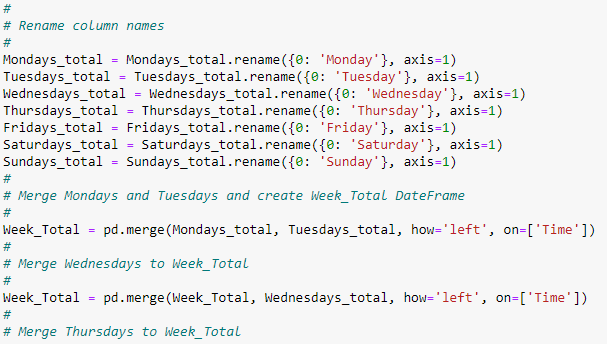 #
# Rename column names
#
Mondays_total = Mondays_total.rename({0: 'Monday'}, axis=1)
Tuesdays_total = Tuesdays_total.rename({0: 'Tuesday'}, axis=1)
Wednesdays_total = Wednesdays_total.rename({0: 'Wednesday'}, axis=1)
Thursdays_total = Thursdays_total.rename({0: 'Thursday'}, axis=1)
Fridays_total = Fridays_total.rename({0: 'Friday'}, axis=1)
Saturdays_total = Saturdays_total.rename({0: 'Saturday'}, axis=1)
Sundays_total = Sundays_total.rename({0: 'Sunday'}, axis=1)
#
# Merge Mondays and Tuesdays and create Week_Total DateFrame
#
Week_Total = pd.merge(Mondays_total, Tuesdays_total, how='left', on=['Time'])
#
# Merge Wednesdays to Week_Total
#
Week_Total = pd.merge(Week_Total, Wednesdays_total, how='left', on=['Time'])
#
# Merge Thursdays to Week_Total